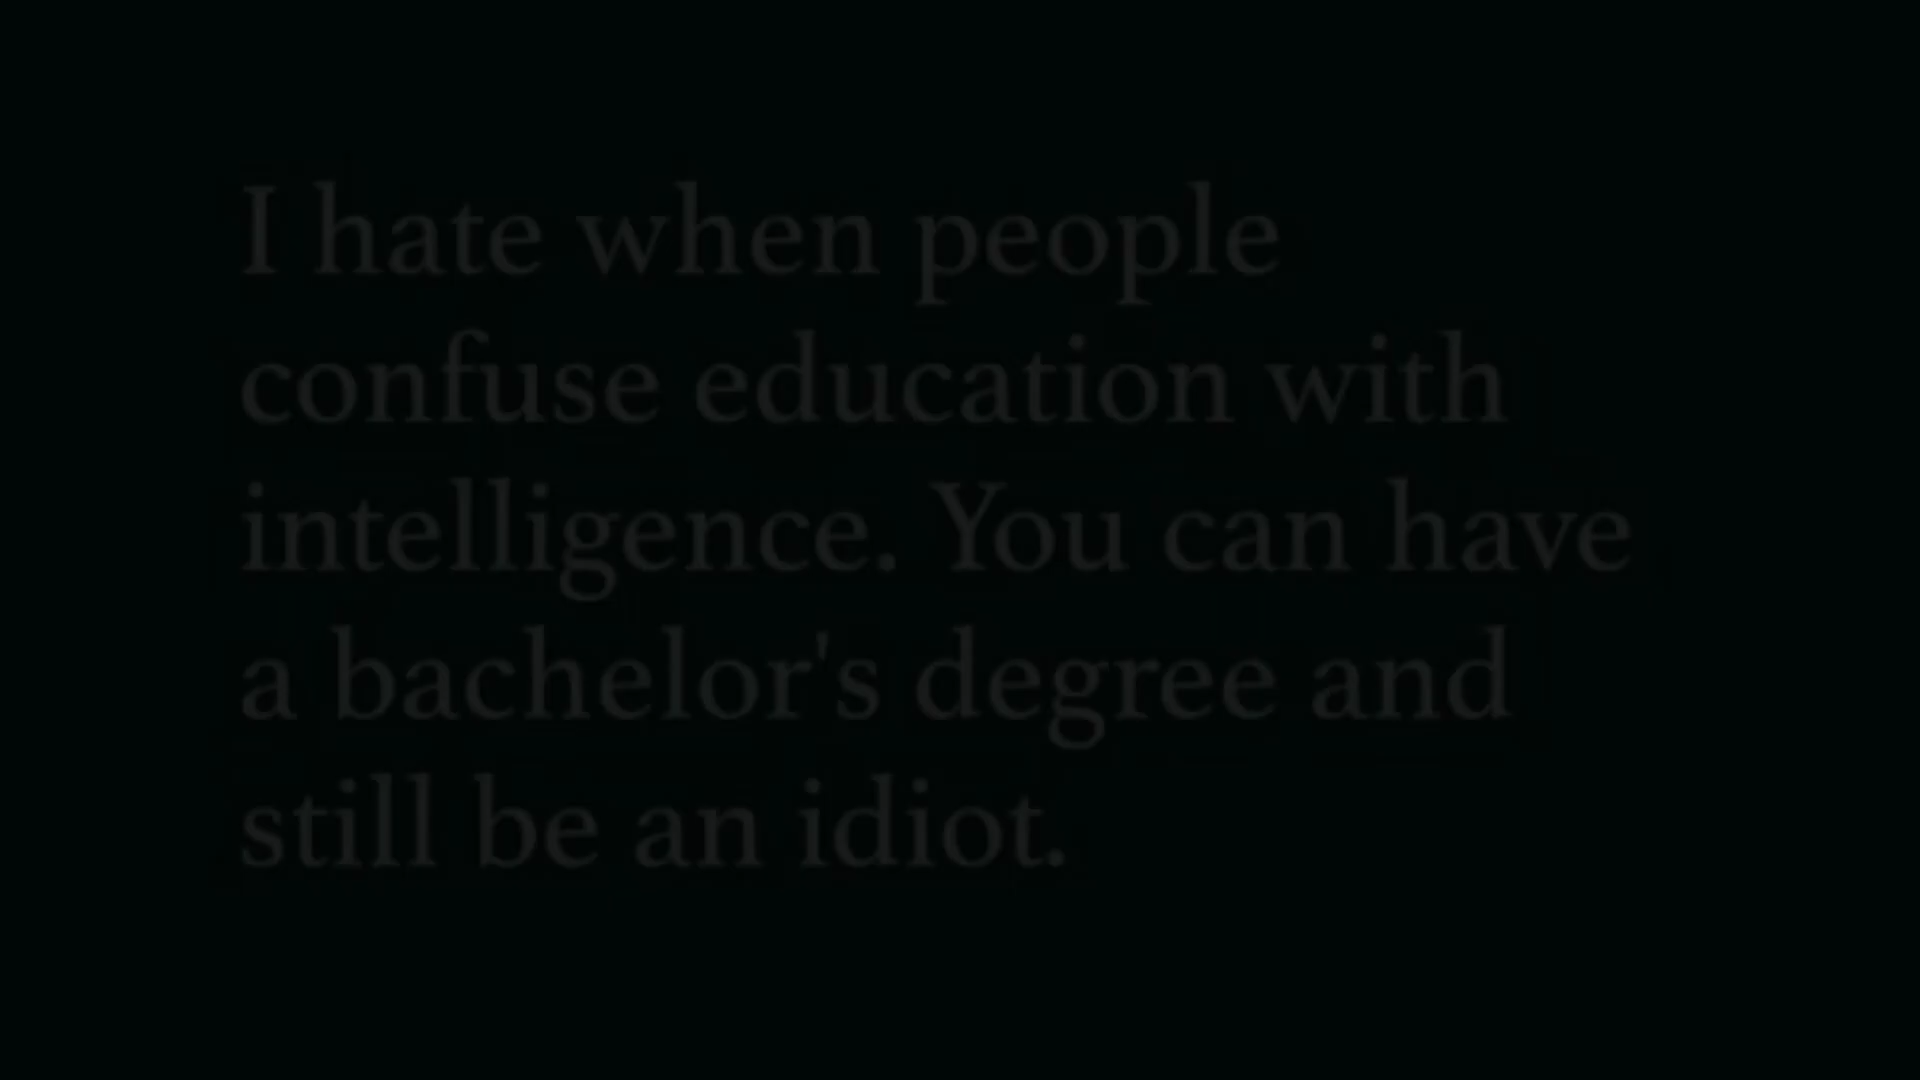 I hate when people
confuse education with
intelligence. You can have
a bachelor's degree and
still be an idiot.